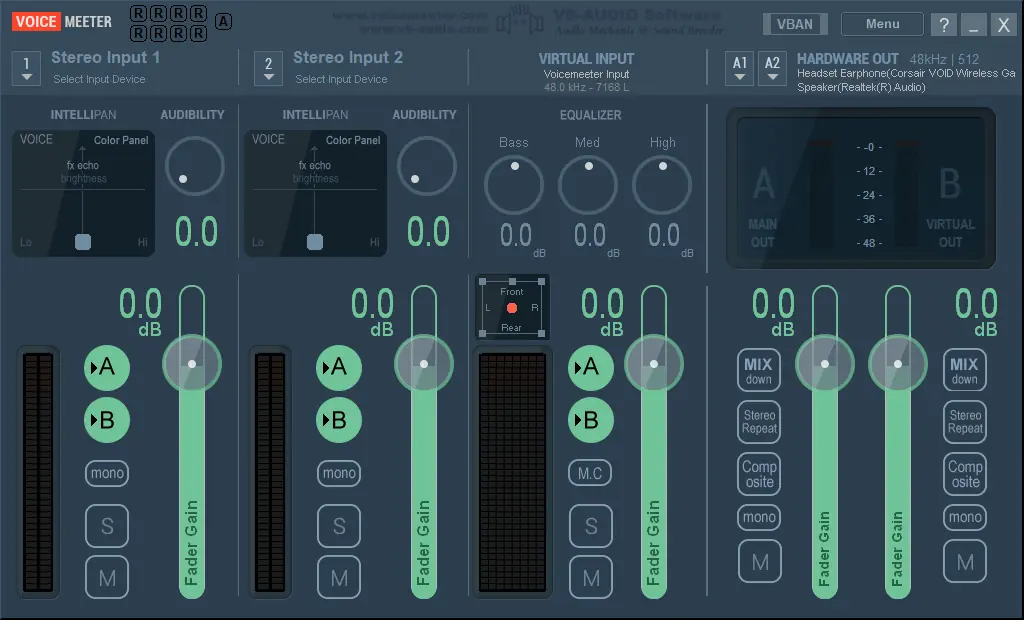 VOICE MEETER
R R R R A
R R R R
www.voicemeeter.com
www.vb-audio.com
VB-AUDIO Software
Audio Mechanic & Sound Breeder
VBAN
Menu
? _ X
1
Stereo Input 1
Select Input Device
2
Stereo Input 2
Select Input Device
VIRTUAL INPUT
Voicemeeter Input
48.0 kHz - 7168 L
A1 A2
HARDWARE OUT 48kHz | 512
Headset Earphone(Corsair VOID Wireless Ga
Speaker(Realtek(R) Audio)
INTELLIPAN AUDIBILITY
VOICE Color Panel
fx echo
brightness
Lo Hi
0.0
INTELLIPAN AUDIBILITY
VOICE Color Panel
fx echo
brightness
Lo Hi
0.0
EQUALIZER
Bass Med High
0.0 dB 0.0 dB 0.0 dB
A
MAIN
OUT
-0-
-12-
-24-
-36-
-48-
B
VIRTUAL
OUT
0.0
dB
A
B
mono
S
M
Fader Gain
0.0
dB
A
B
mono
S
M
Fader Gain
Front
L R
Rear
0.0
dB
A
B
M.C
S
M
Fader Gain
0.0
dB
MIX
down
Stereo
Repeat
Comp
osite
mono
M
Fader Gain
Fader Gain
0.0
dB
MIX
down
Stereo
Repeat
Comp
osite
mono
M